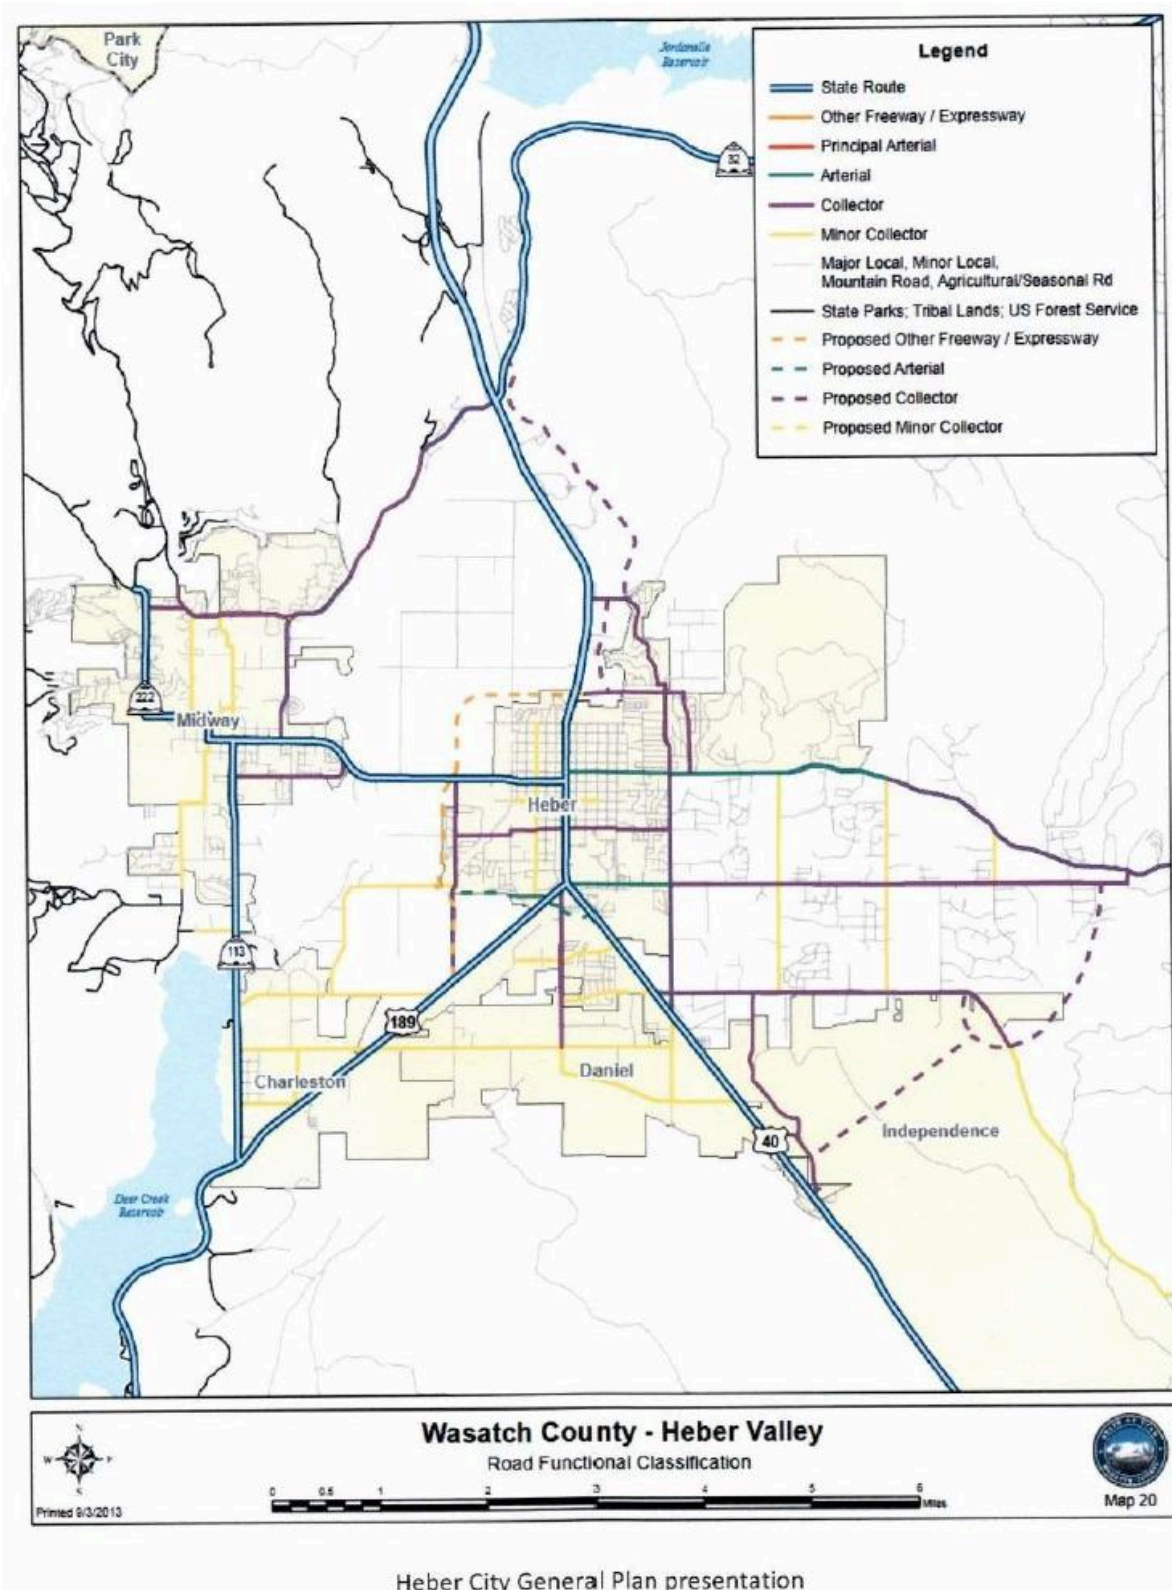 Park
City
Jordanelle
Reservoir
Legend
State Route
Other Freeway / Expressway
Principal Arterial
Arterial
Collector
Minor Collector
Major Local, Minor Local,
Mountain Road, Agricultural/Seasonal Rd
State Parks; Tribal Lands; US Forest Service
Proposed Other Freeway / Expressway
Proposed Arterial
Proposed Collector
Proposed Minor Collector
32
222
Midway
Heber
113
189
Charleston
Daniel
40
Independence
Deer Creek
Reservoir
Wasatch County - Heber Valley
Road Functional Classification
N
W
S
0 0.5 1 2 3 4 5 6
Miles
Printed 9/3/2013
Map 20
Heber City General Plan presentation